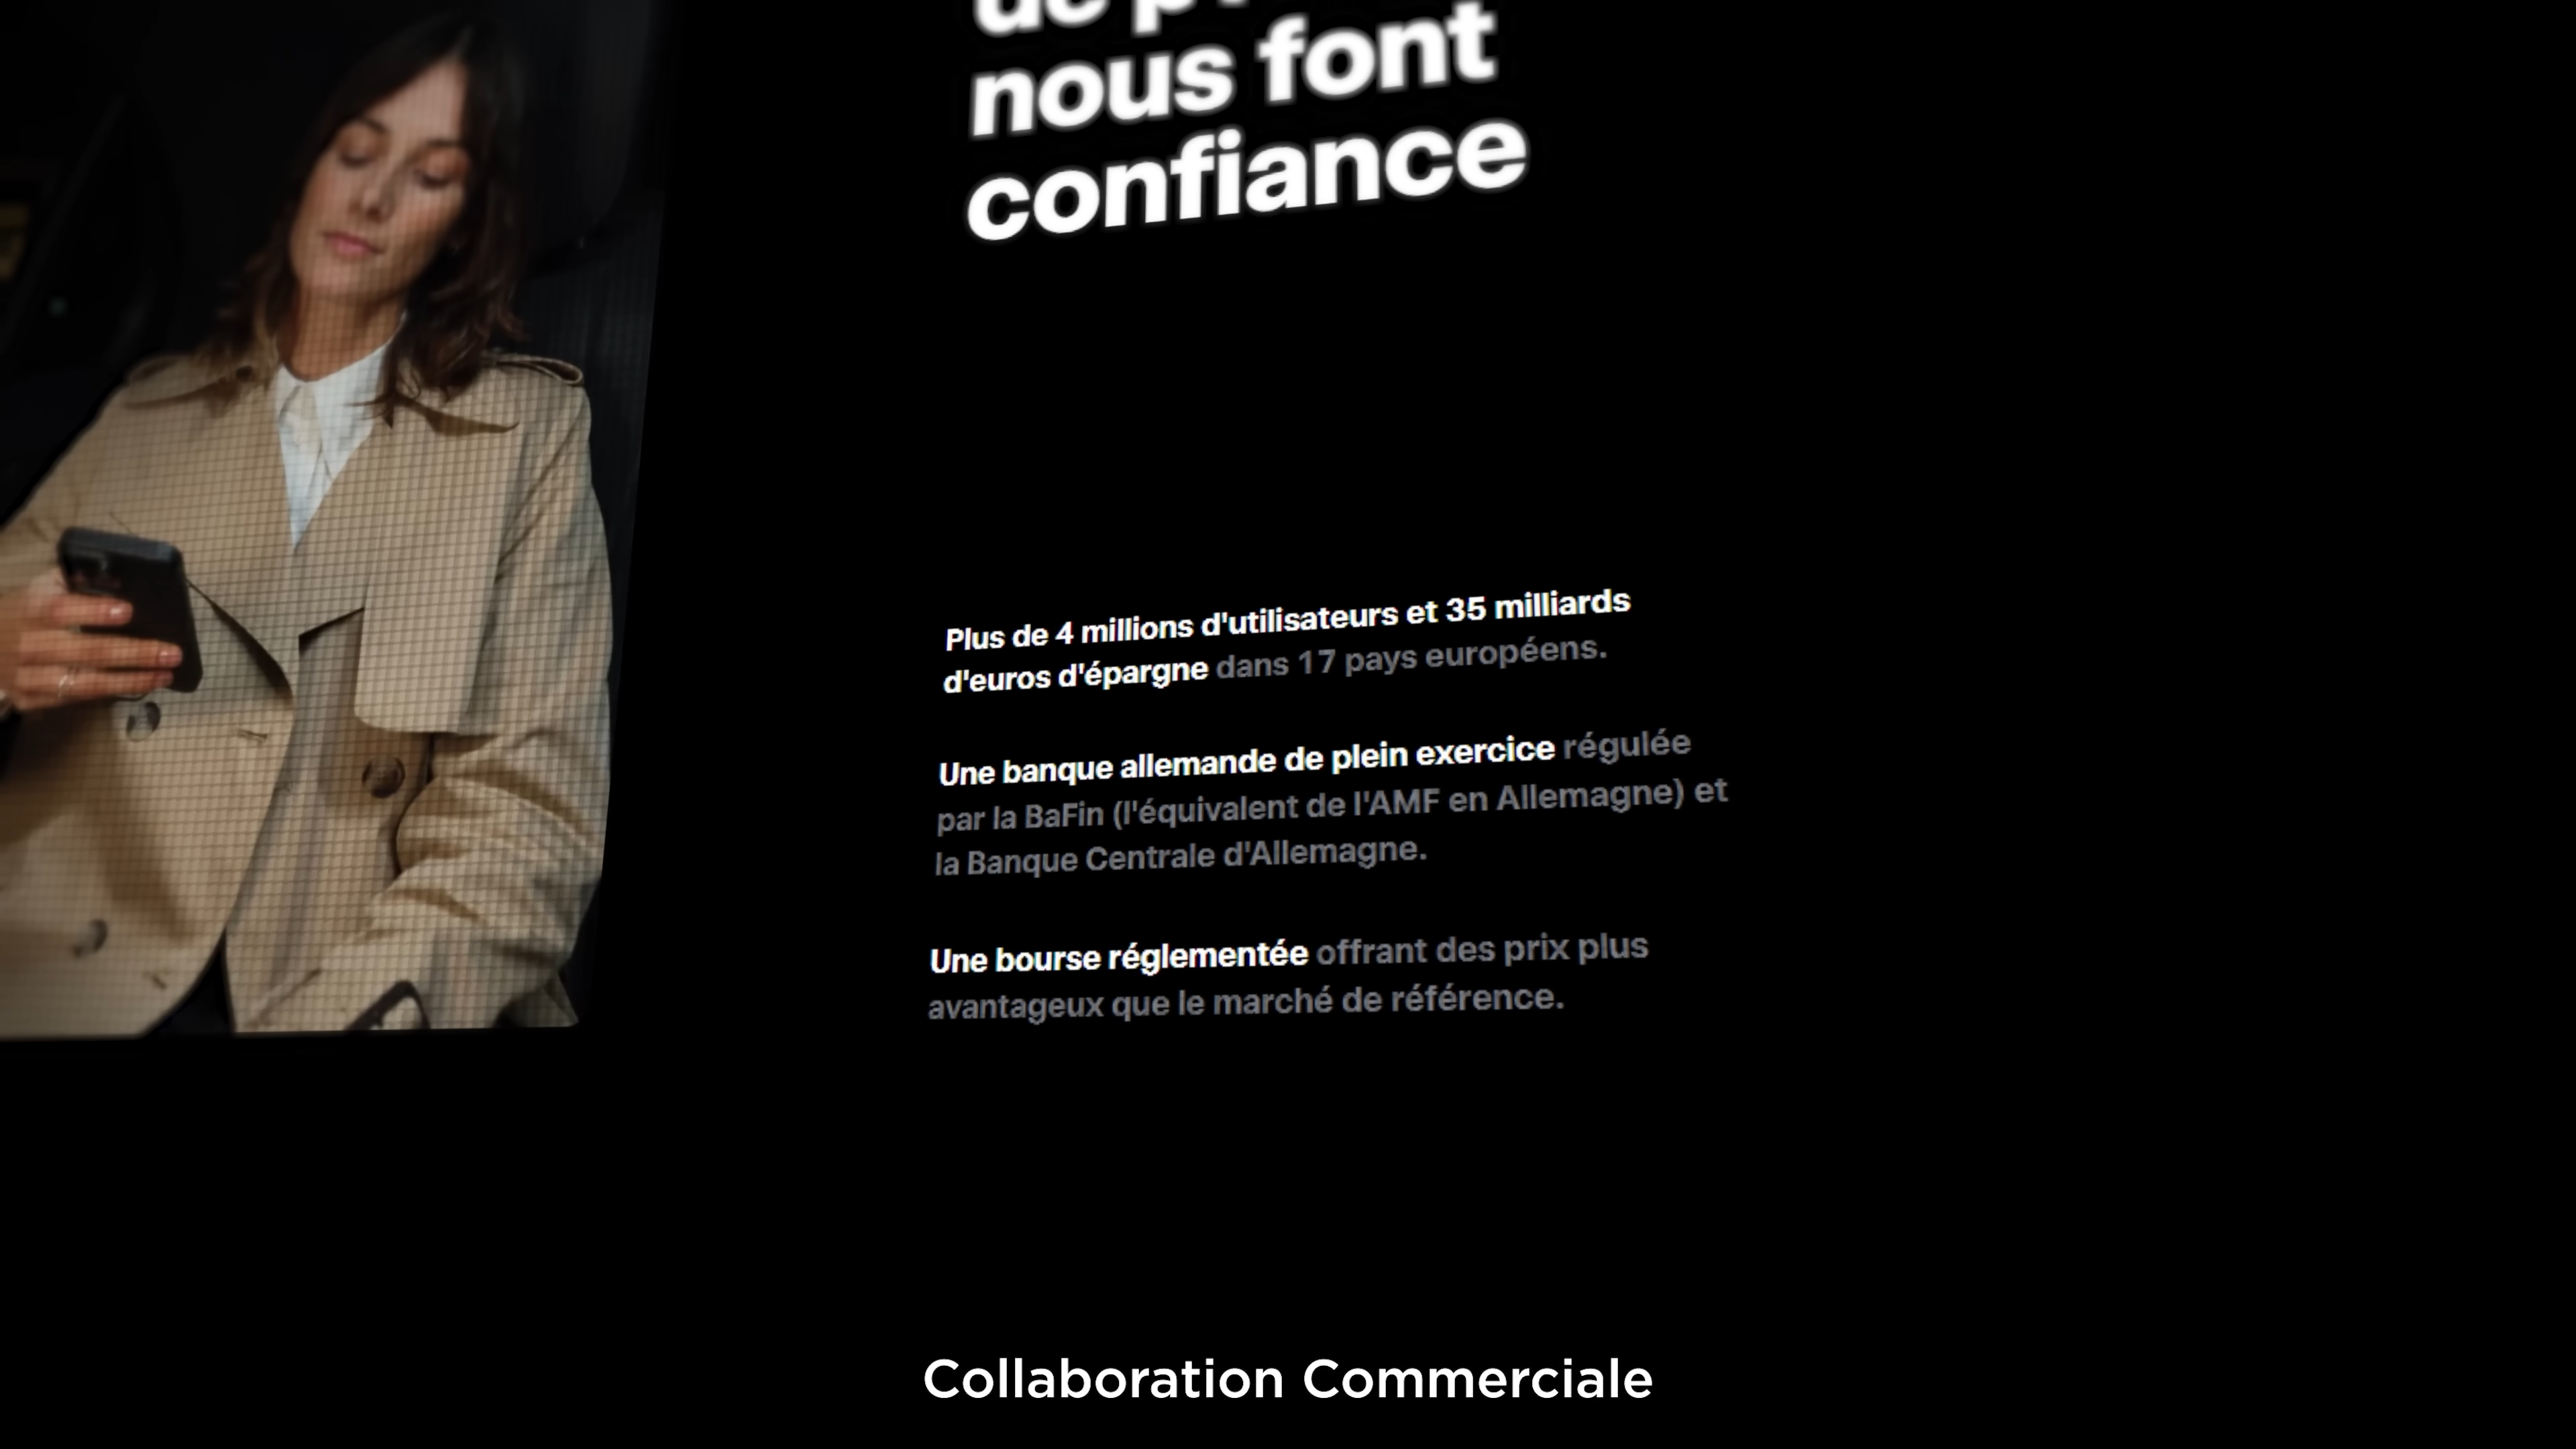 nous font
confiance
Plus de 4 millions d'utilisateurs et 35 milliards
d'euros d'épargne dans 17 pays européens.
Une banque allemande de plein exercice régulée
par la BaFin (l'équivalent de l'AMF en Allemagne) et
la Banque Centrale d'Allemagne.
Une bourse réglementée offrant des prix plus
avantageux que le marché de référence.
Collaboration Commerciale